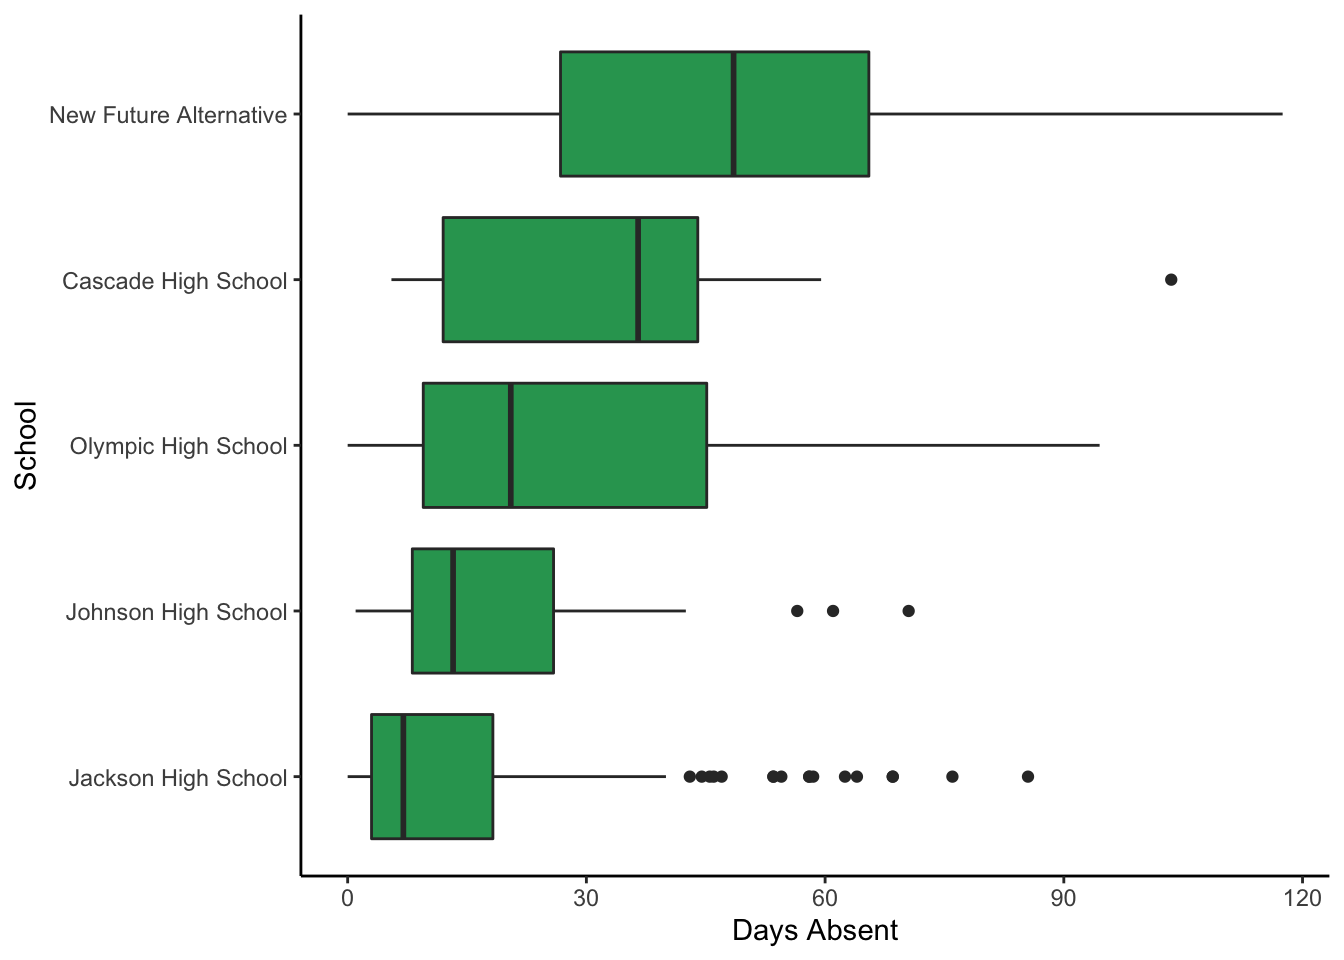 New Future Alternative
Cascade High School
Olympic High School
Johnson High School
Jackson High School
School
0 30 60 90 120
Days Absent